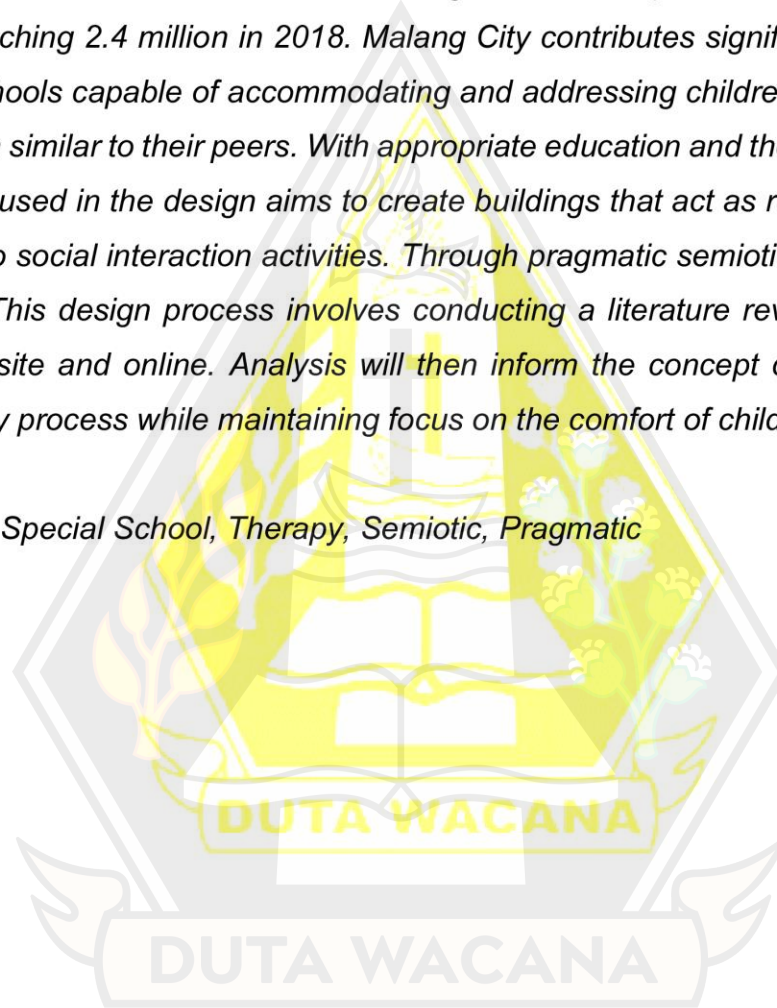 ching 2.4 million in 2018. Malang City contributes signif
hools capable of accommodating and addressing childre
similar to their peers. With appropriate education and the
used in the design aims to create buildings that act as r
o social interaction activities. Through pragmatic semioti
This design process involves conducting a literature rev
site and online. Analysis will then inform the concept o
y process while maintaining focus on the comfort of child
Special School, Therapy, Semiotic, Pragmatic
DUTA WACANA
DUTA WACANA